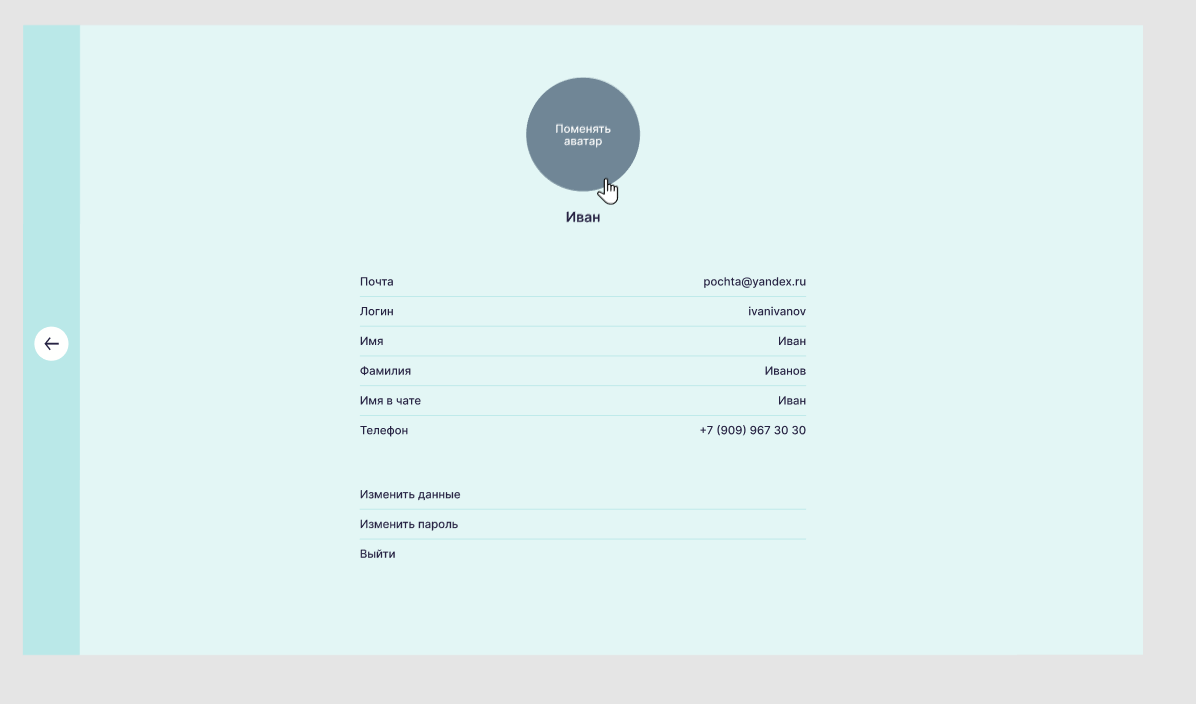 Поменять
аватар
Иван
Почта pochta@yandex.ru
Логин ivanivanov
Имя Иван
Фамилия Иванов
Имя в чате Иван
Телефон +7 (909) 967 30 30
Изменить данные
Изменить пароль
Выйти